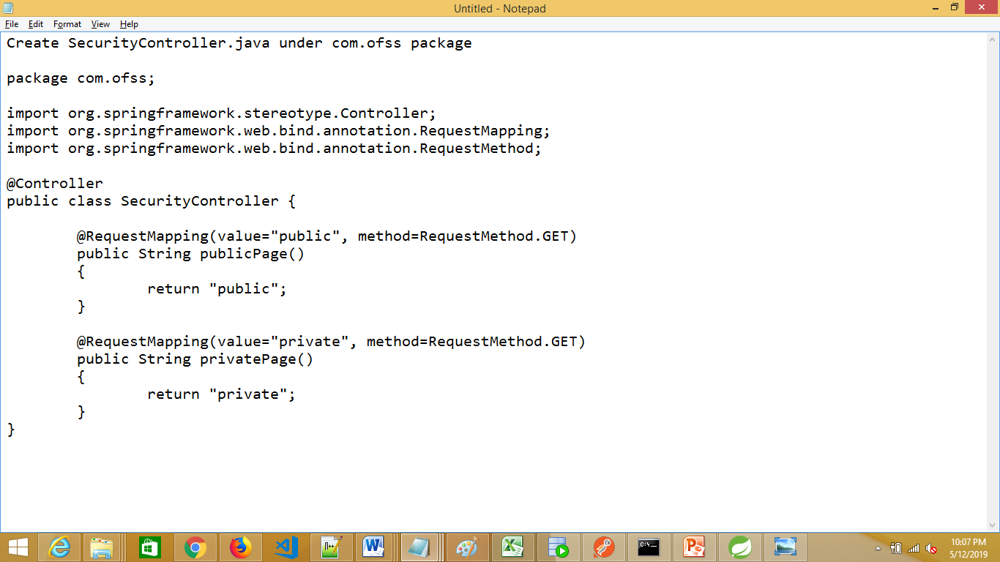 Untitled - Notepad
File Edit Format View Help
Create SecurityController.java under com.ofss package
package com.ofss;
import org.springframework.stereotype.Controller;
import org.springframework.web.bind.annotation.RequestMapping;
import org.springframework.web.bind.annotation.RequestMethod;
@Controller
public class SecurityController {
@RequestMapping(value="public", method=RequestMethod.GET)
public String publicPage()
{
return "public";
}
@RequestMapping(value="private", method=RequestMethod.GET)
public String privatePage()
{
return "private";
}
}
10:07 PM
5/12/2019